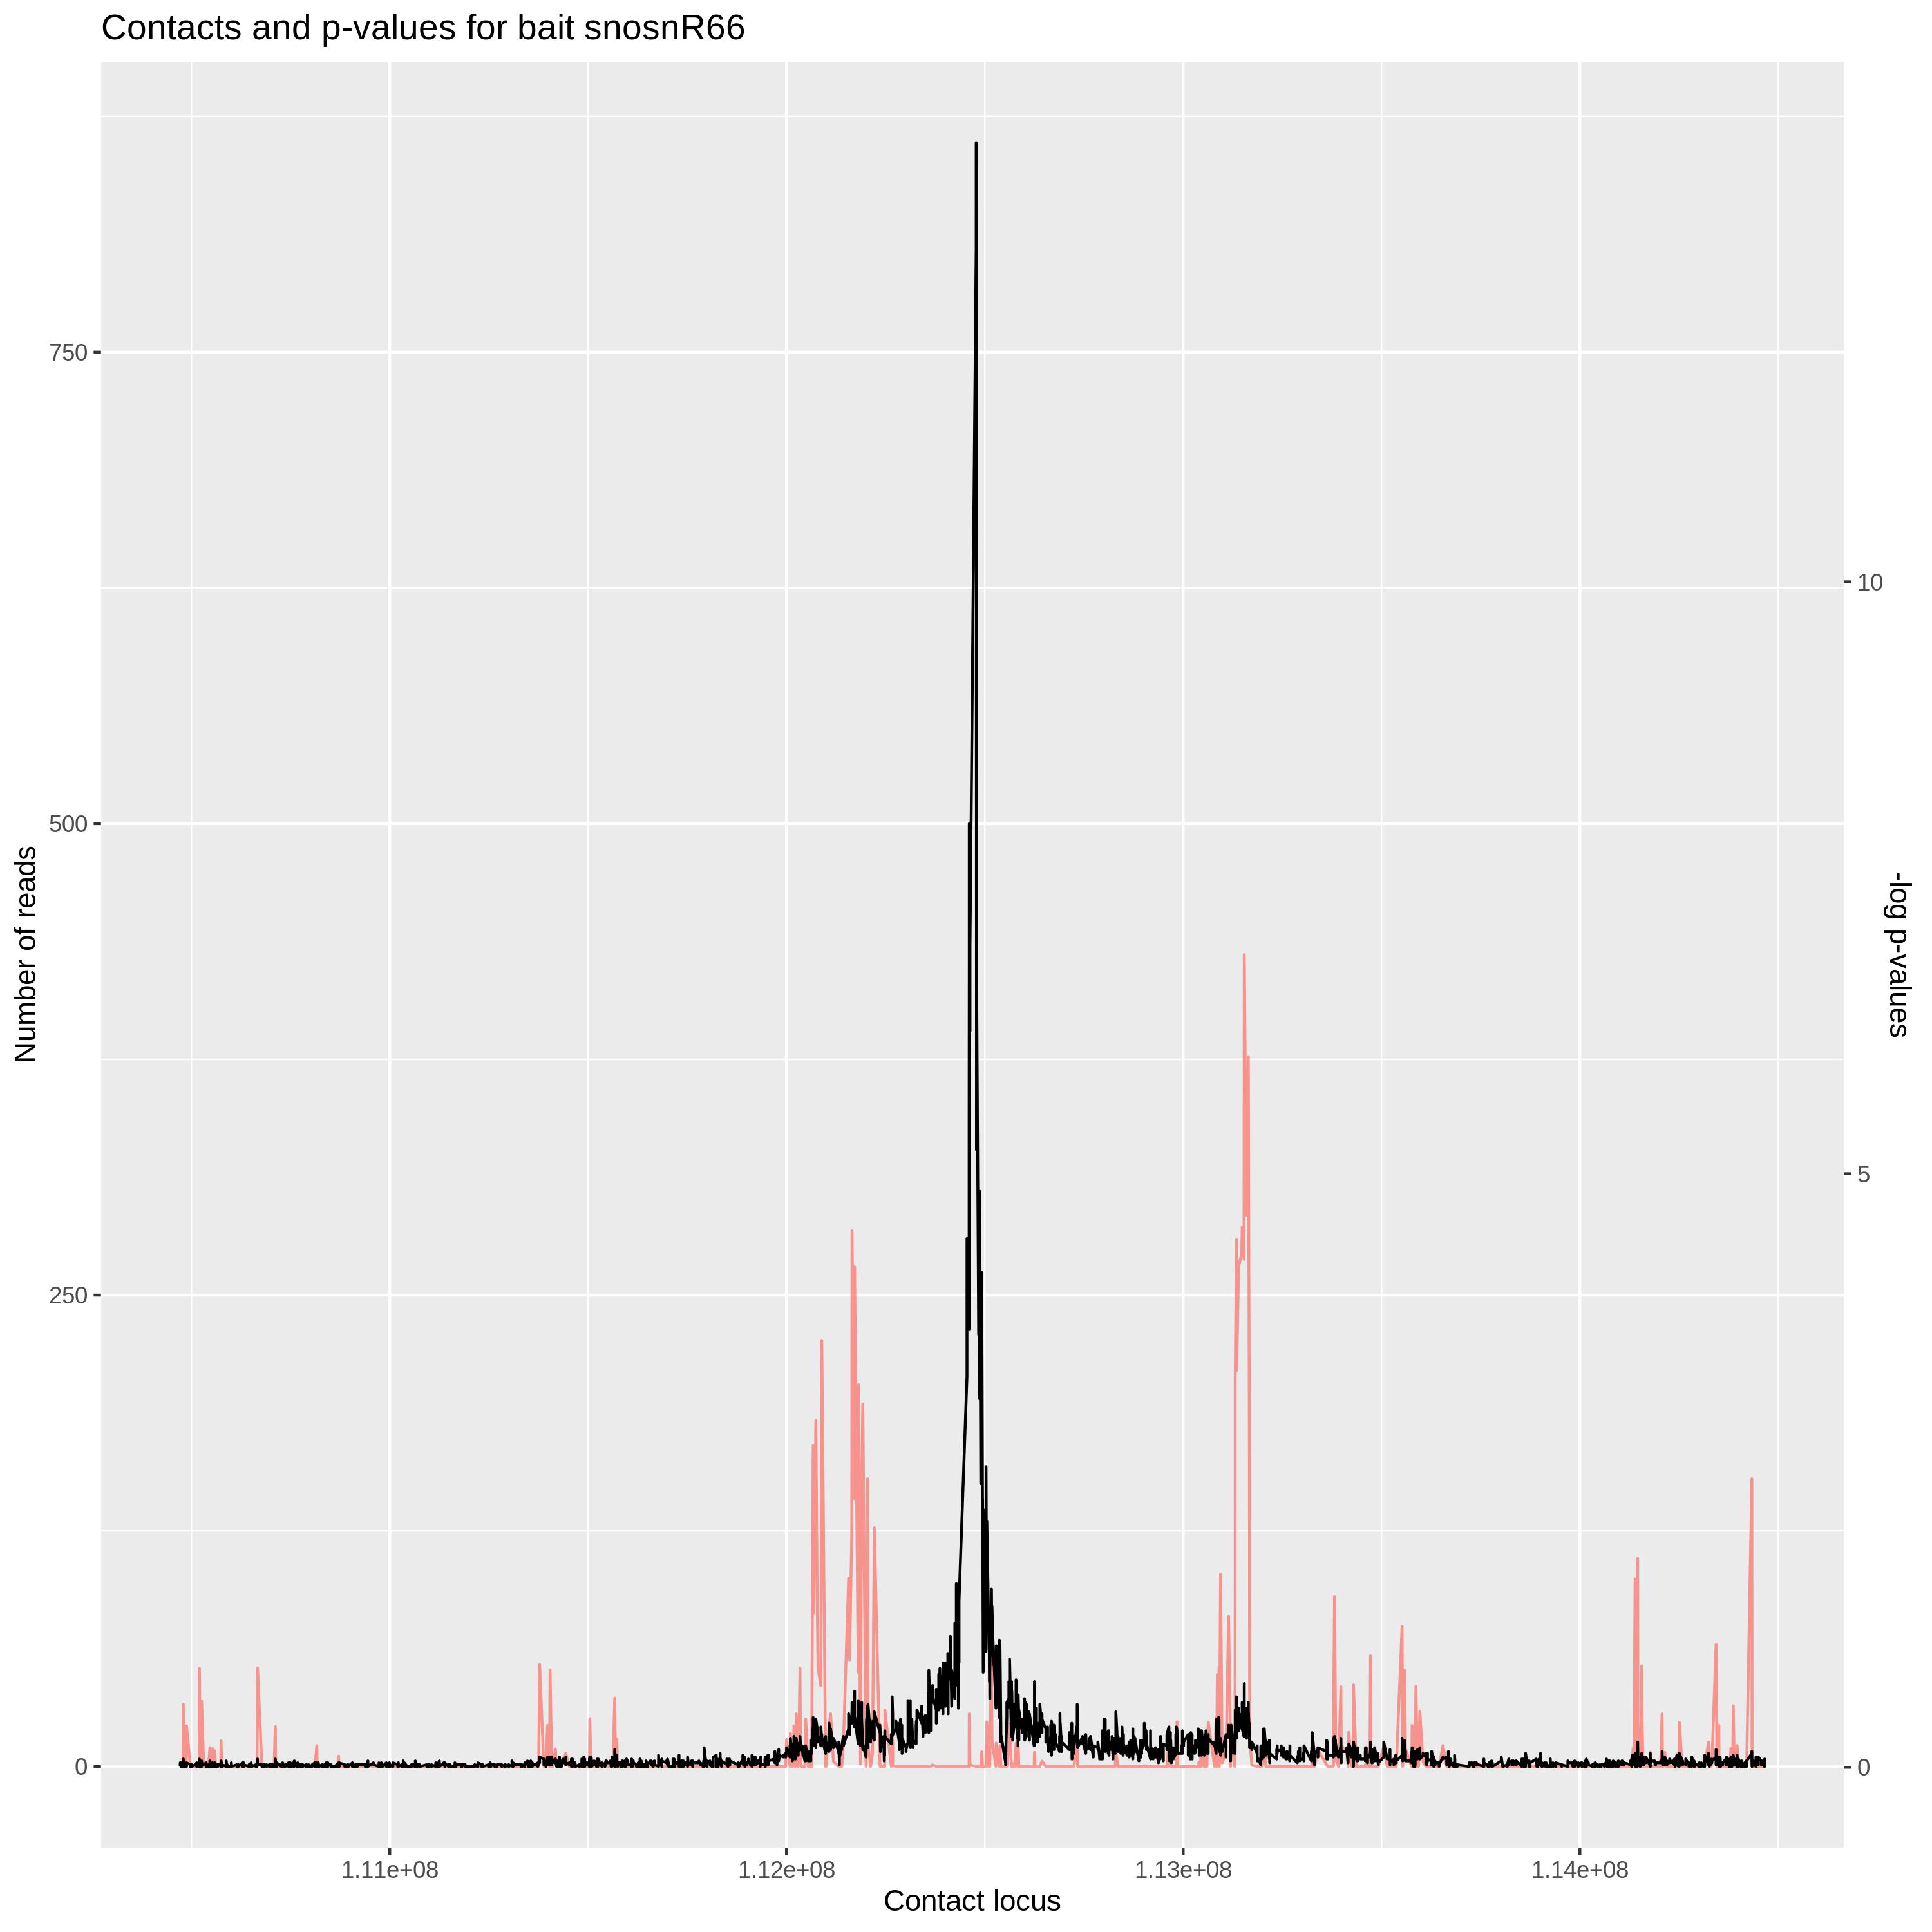 Contacts and p-values for bait snosnR66
Number of reads
750
500
250
0
10
5
0
-log p-values
1.11e+08
1.12e+08
1.13e+08
1.14e+08
Contact locus